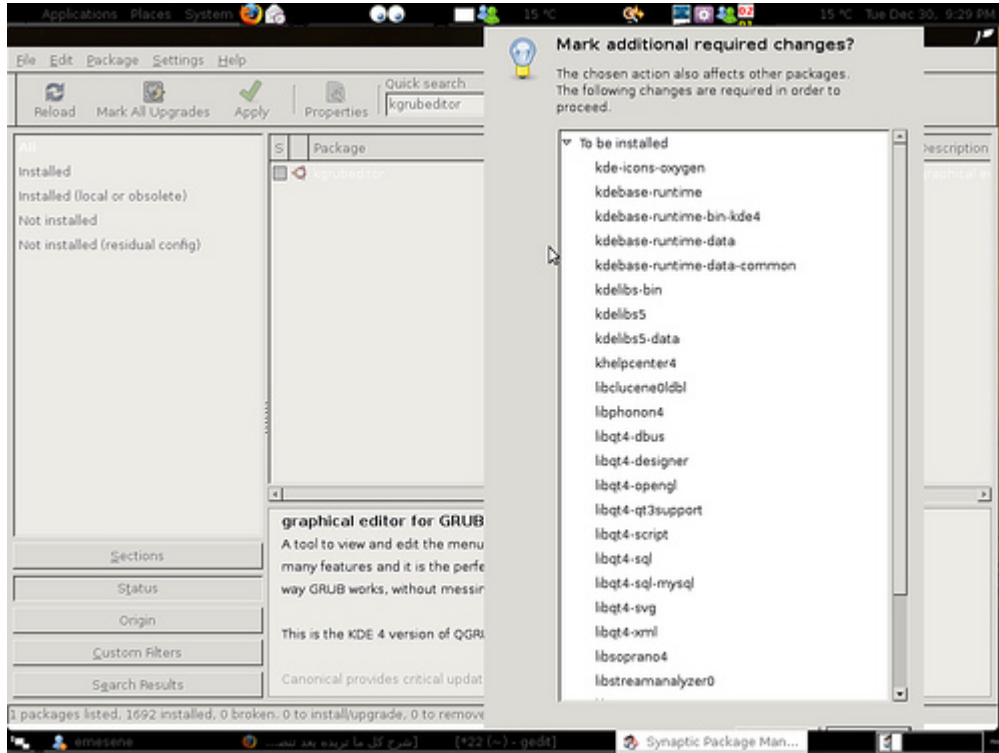 Applications Places System 15 °C 15 °C Tue Dec 30, 9:29 PM
File Edit Package Settings Help
Reload
Mark All Upgrades
Apply
Properties
Quick search
kgrubeditor
All
Installed
Installed (local or obsolete)
Not installed
Not installed (residual config)
S Package Description
kgrubeditor
graphical e
Sections
Status
Origin
Custom Filters
Search Results
graphical editor for GRUB
A tool to view and edit the menu
many features and it is the perfe
way GRUB works, without messin
This is the KDE 4 version of QGR
Canonical provides critical updat
1 packages listed, 1692 installed, 0 broken. 0 to install/upgrade, 0 to remove
Mark additional required changes?
The chosen action also affects other packages.
The following changes are required in order to
proceed.
To be installed
kde-icons-oxygen
kdebase-runtime
kdebase-runtime-bin-kde4
kdebase-runtime-data
kdebase-runtime-data-common
kdelibs-bin
kdelibs5
kdelibs5-data
khelpcenter4
libclucene0ldbl
libphonon4
libqt4-dbus
libqt4-designer
libqt4-opengl
libqt4-qt3support
libqt4-script
libqt4-sql
libqt4-sql-mysql
libqt4-svg
libqt4-xml
libsoprano4
libstreamanalyzer0
emesene
[شرح كل ما تريده بعد تنص...
[*22 (~) - gedit]
Synaptic Package Man...